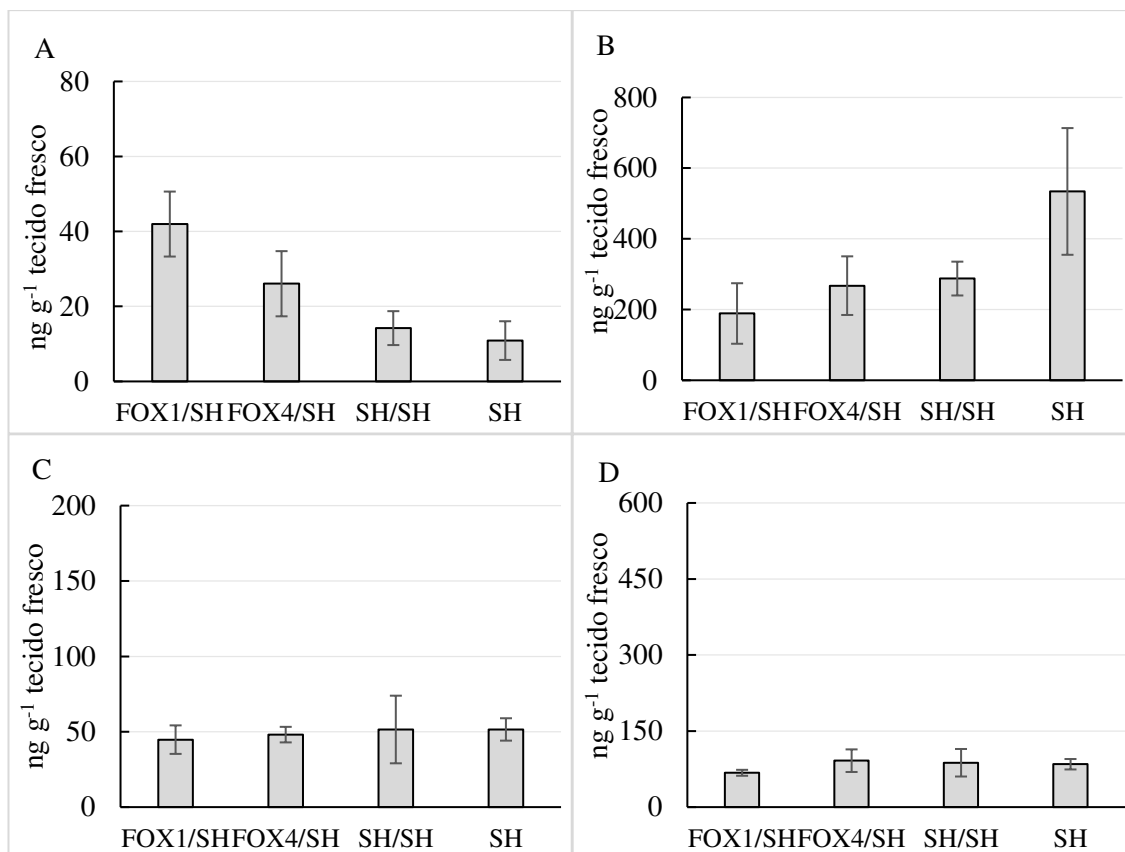 A
80
60
40
20
0
ng g⁻¹ tecido fresco
FOX1/SH FOX4/SH SH/SH SH
B
800
600
400
200
0
ng g⁻¹ tecido fresco
FOX1/SH FOX4/SH SH/SH SH
C
200
150
100
50
0
ng g⁻¹ tecido fresco
FOX1/SH FOX4/SH SH/SH SH
D
600
450
300
150
0
ng g⁻¹ tecido fresco
FOX1/SH FOX4/SH SH/SH SH